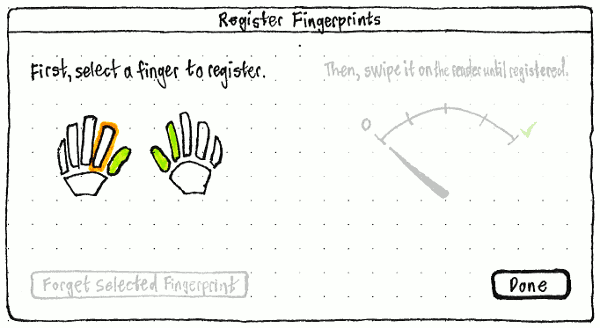 Register Fingerprints
First, select a finger to register.
Then, swipe it on the reader until registered!
0
Forget Selected Fingerprint
Done